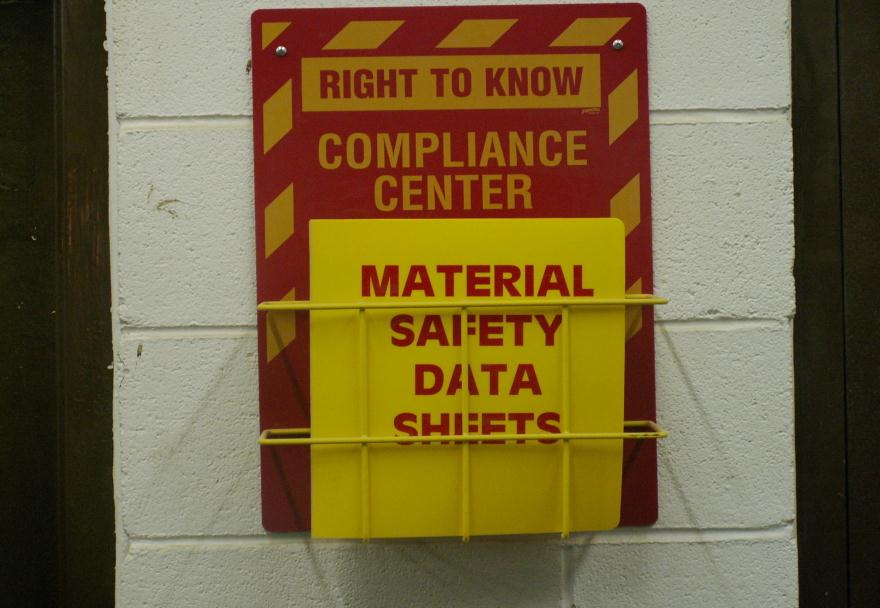 RIGHT TO KNOW
COMPLIANCE
CENTER
MATERIAL
SAFETY
DATA
SHEETS